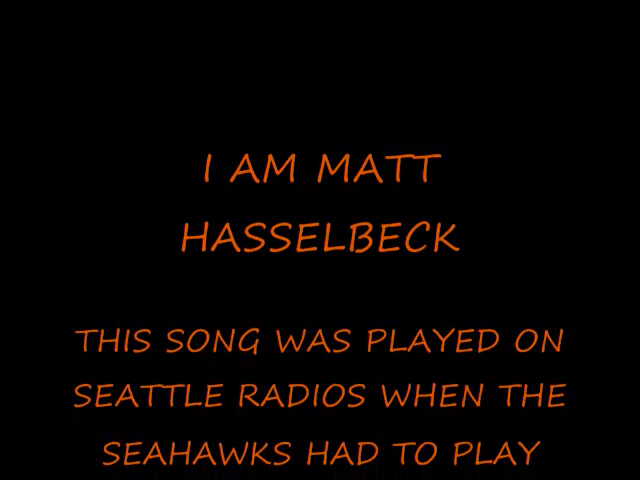 I AM MATT
HASSELBECK
THIS SONG WAS PLAYED ON
SEATTLE RADIOS WHEN THE
SEAHAWKS HAD TO PLAY